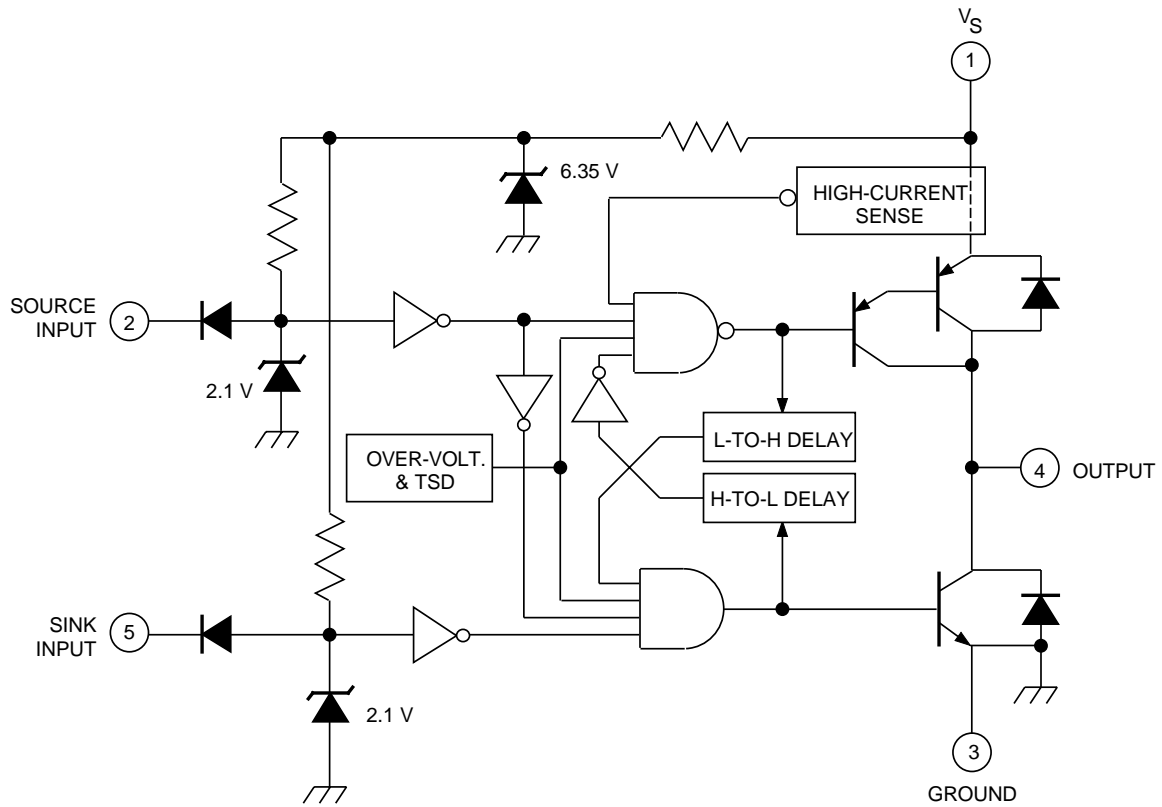 V
S
1
6.35 V
HIGH-CURRENT
SENSE
SOURCE
INPUT
2
2.1 V
OVER-VOLT.
& TSD
L-TO-H DELAY
H-TO-L DELAY
4
OUTPUT
SINK
INPUT
5
2.1 V
3
GROUND